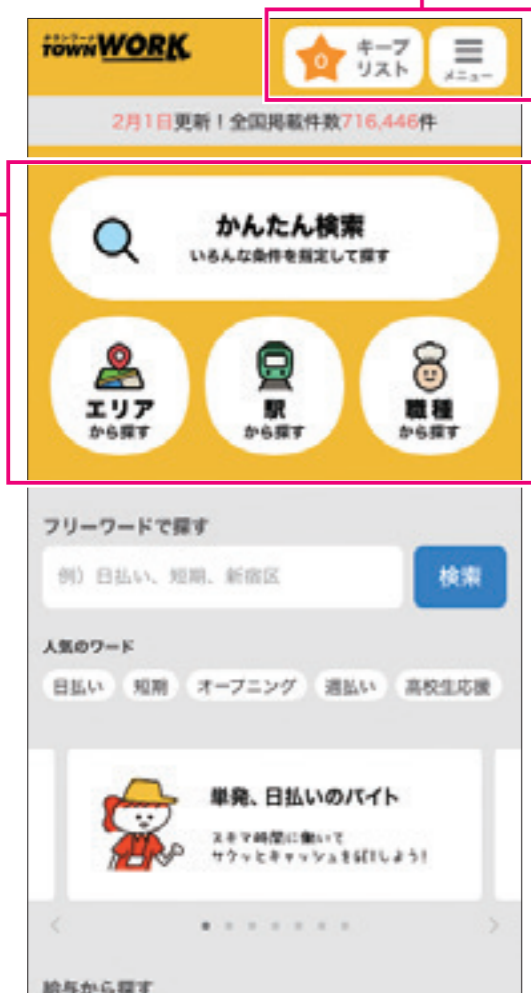 タウンワーク
TOWNWORK
0
キープ
リスト
メニュー
2月1日更新！全国掲載件数716,446件
かんたん検索
いろんな条件を指定して探す
エリア
から探す
駅
から探す
職種
から探す
フリーワードで探す
例）日払い、短期、新宿区
検索
人気のワード
日払い 短期 オープニング 週払い 高校生応援
単発、日払いのバイト
スキマ時間に働いて
サクッとキャッシュをGETしよう!
給与から探す